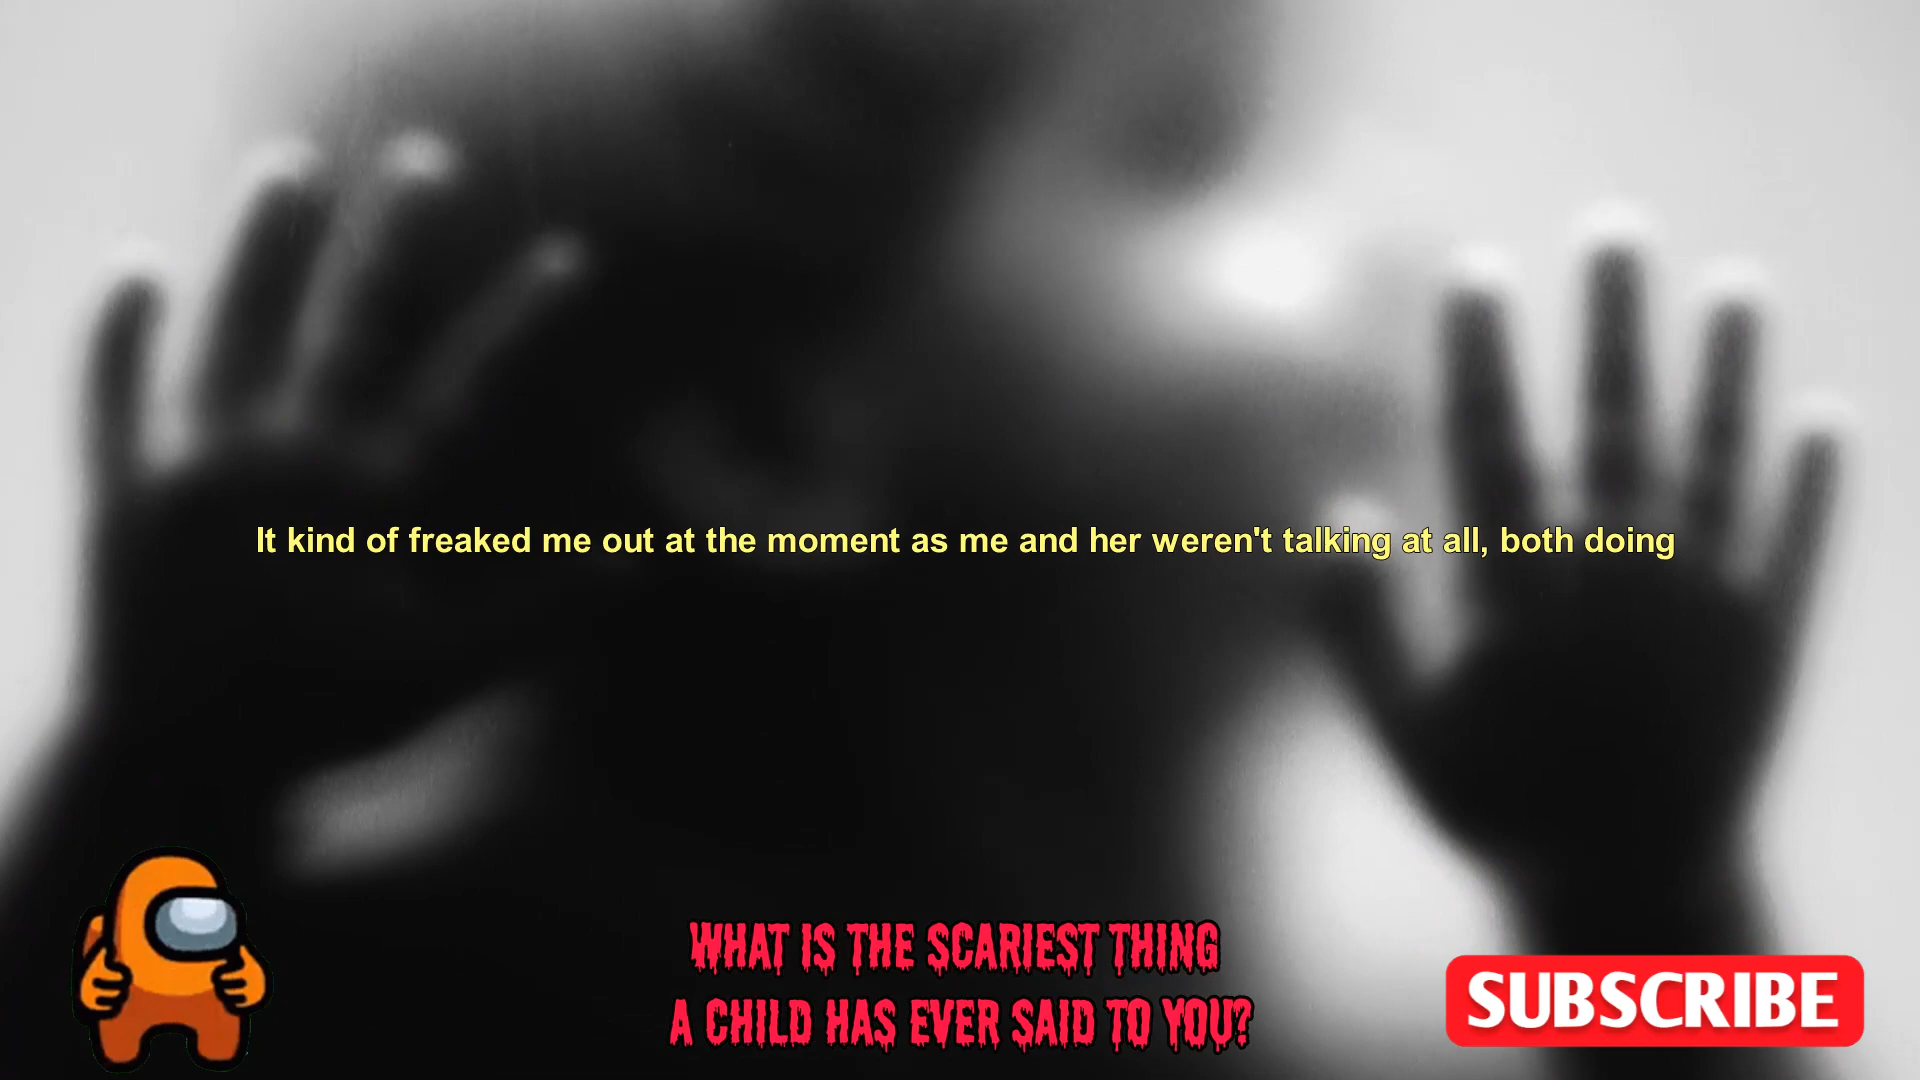 It kind of freaked me out at the moment as me and her weren't talking at all, both doing
WHAT IS THE SCARIEST THING
A CHILD HAS EVER SAID TO YOU?
SUBSCRIBE